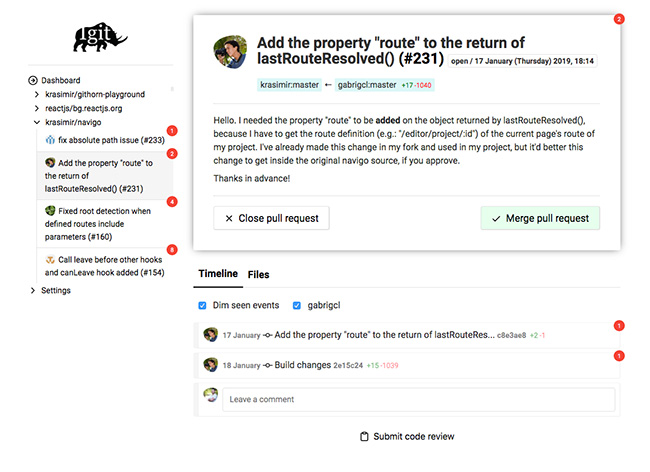 1git
Dashboard
krasimir/githorn-playground
reactjs/bg.reactjs.org
krasimir/navigo
1
fix absolute path issue (#233)
2
Add the property "route" to
the return of
lastRouteResolved() (#231)
4
Fixed root detection when
defined routes include
parameters (#160)
8
Call leave before other hooks
and canLeave hook added (#154)
Settings
2
Add the property "route" to the return of
lastRouteResolved() (#231) open / 17 January (Thursday) 2019, 18:14
krasimir:master ← gabrigcl:master +17 -1040
Hello. I needed the property "route" to be added on the object returned by lastRouteResolved(),
because I have to get the route definition (e.g.: "/editor/project/:id") of the current page's route of
my project. I've already made this change in my fork and used in my project, but it'd better this
change to get inside the original navigo source, if you approve.
Thanks in advance!
Close pull request
Merge pull request
Timeline Files
Dim seen events gabrigcl
1
17 January Add the property "route" to the return of lastRouteRes... c8e3ae8 +2 -1
1
18 January Build changes 2e15c24 +15 -1039
Leave a comment
Submit code review